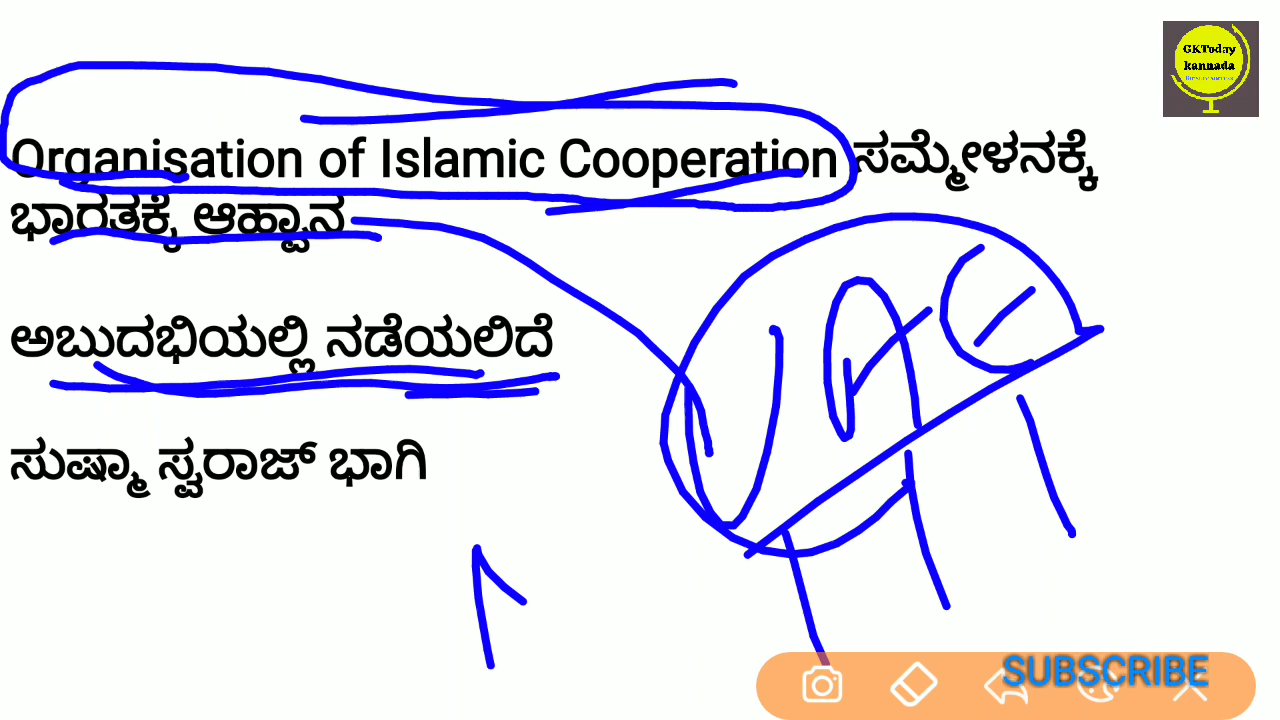 GKToday
kannada
Organisation of Islamic Cooperation ಸಮ್ಮೇಳನಕ್ಕೆ
ಭಾರತಕ್ಕೆ ಆಹ್ವಾನ
UAE
ಅಬುದಭಿಯಲ್ಲಿ ನಡೆಯಲಿದೆ
ಸುಷ್ಮಾ ಸ್ವರಾಜ್ ಭಾಗಿ
SUBSCRIBE